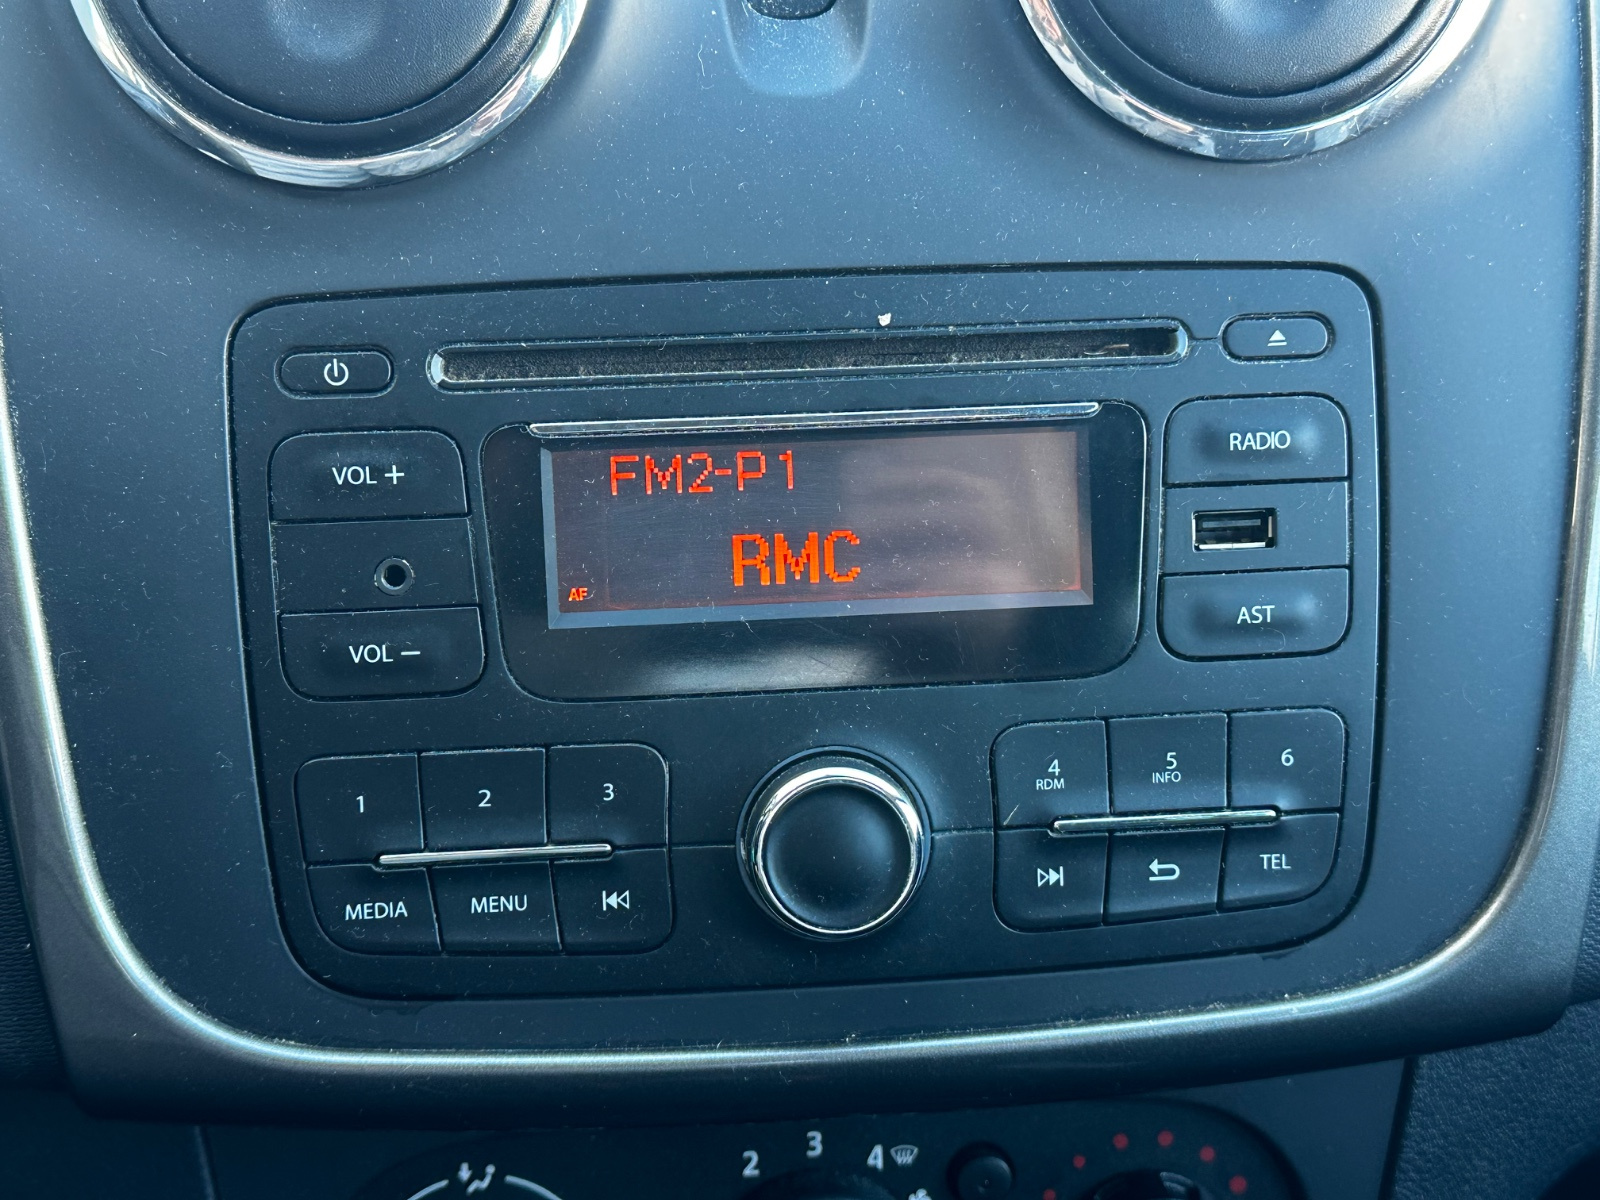 FM2-P1
RMC
AF
VOL +
VOL −
RADIO
AST
1
2
3
MEDIA
MENU
4
RDM
5
INFO
6
TEL
2
3
4